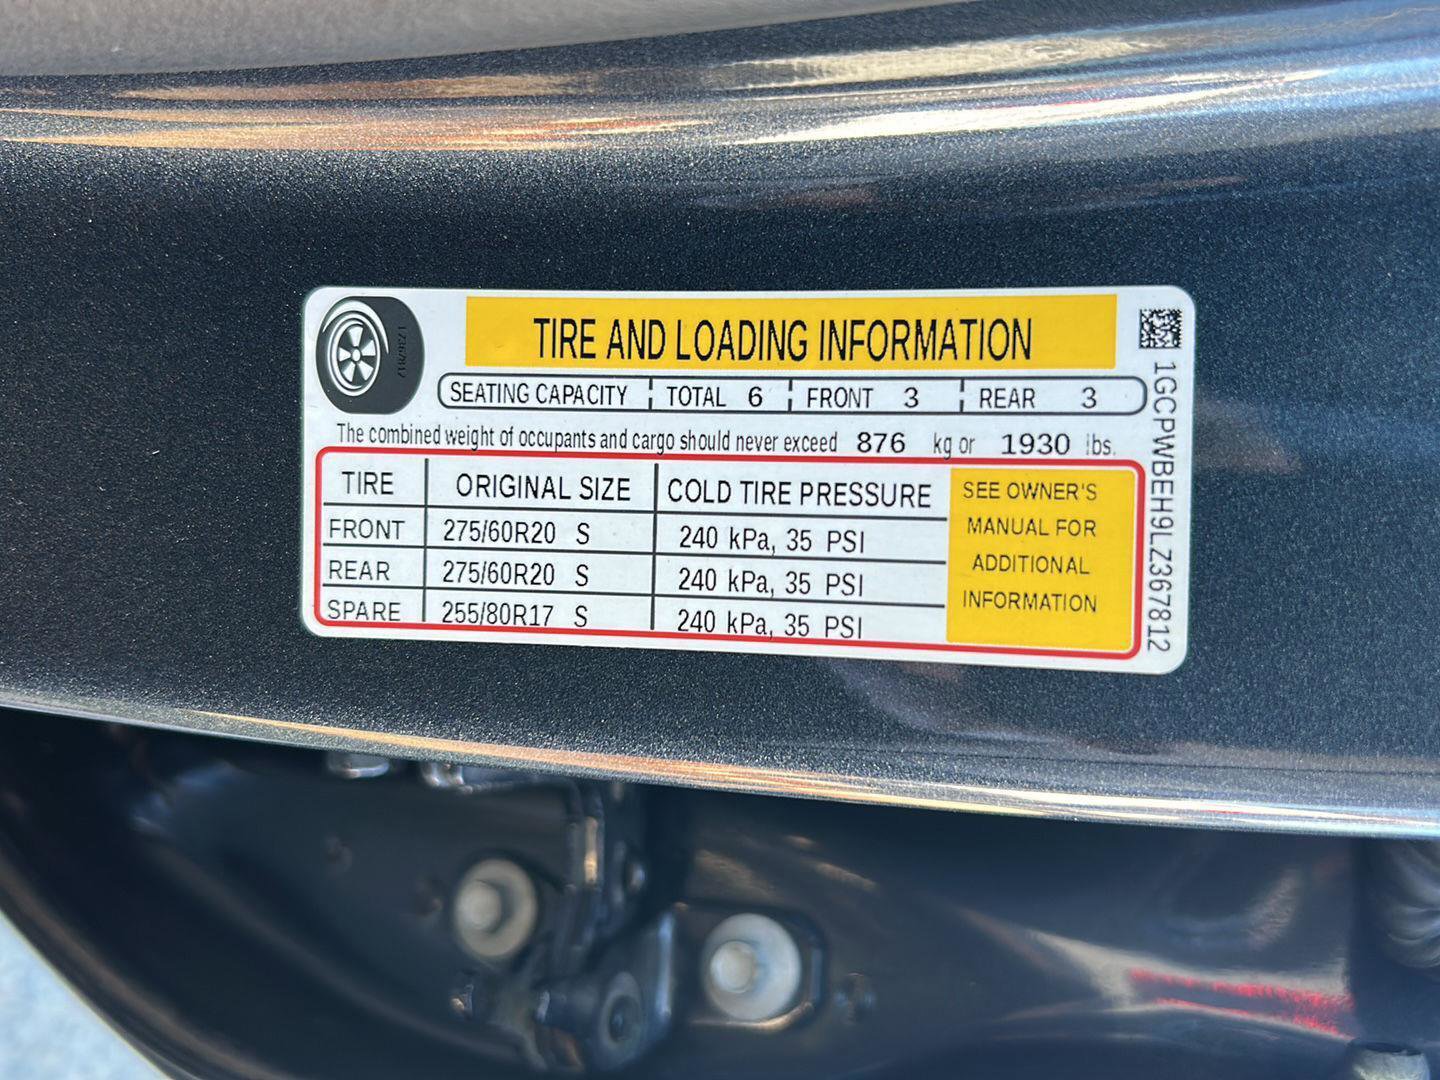 TIRE AND LOADING INFORMATION
SEATING CAPACITY TOTAL 6 FRONT 3 REAR 3
The combined weight of occupants and cargo should never exceed 876 kg or 1930 lbs.
TIRE ORIGINAL SIZE COLD TIRE PRESSURE
FRONT 275/60R20 S 240 kPa, 35 PSI
REAR 275/60R20 S 240 kPa, 35 PSI
SPARE 255/80R17 S 240 kPa, 35 PSI
SEE OWNER'S
MANUAL FOR
ADDITIONAL
INFORMATION
1GCPWBEH9LZ367812